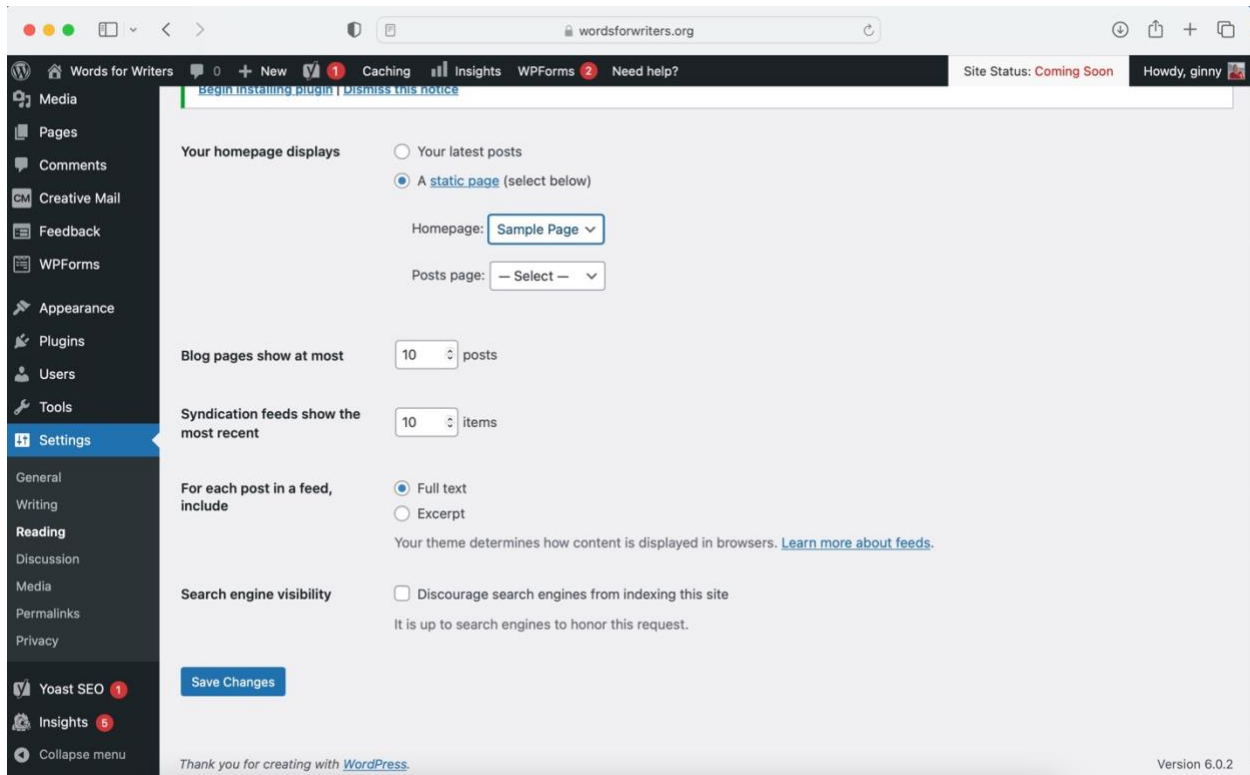 wordsforwriters.org
Words for Writers 0 + New 1 Caching Insights WPForms 2 Need help? Site Status: Coming Soon Howdy, ginny
Begin installing plugin | Dismiss this notice
Media
Pages
Comments
CM Creative Mail
Feedback
WPForms
Appearance
Plugins
Users
Tools
Settings
General
Writing
Reading
Discussion
Media
Permalinks
Privacy
Yoast SEO 1
Insights 5
Collapse menu
Your homepage displays
Your latest posts
A static page (select below)
Homepage: Sample Page
Posts page: — Select —
Blog pages show at most 10 posts
Syndication feeds show the
most recent
10 items
For each post in a feed,
include
Full text
Excerpt
Your theme determines how content is displayed in browsers. Learn more about feeds.
Search engine visibility
Discourage search engines from indexing this site
It is up to search engines to honor this request.
Save Changes
Thank you for creating with WordPress. Version 6.0.2